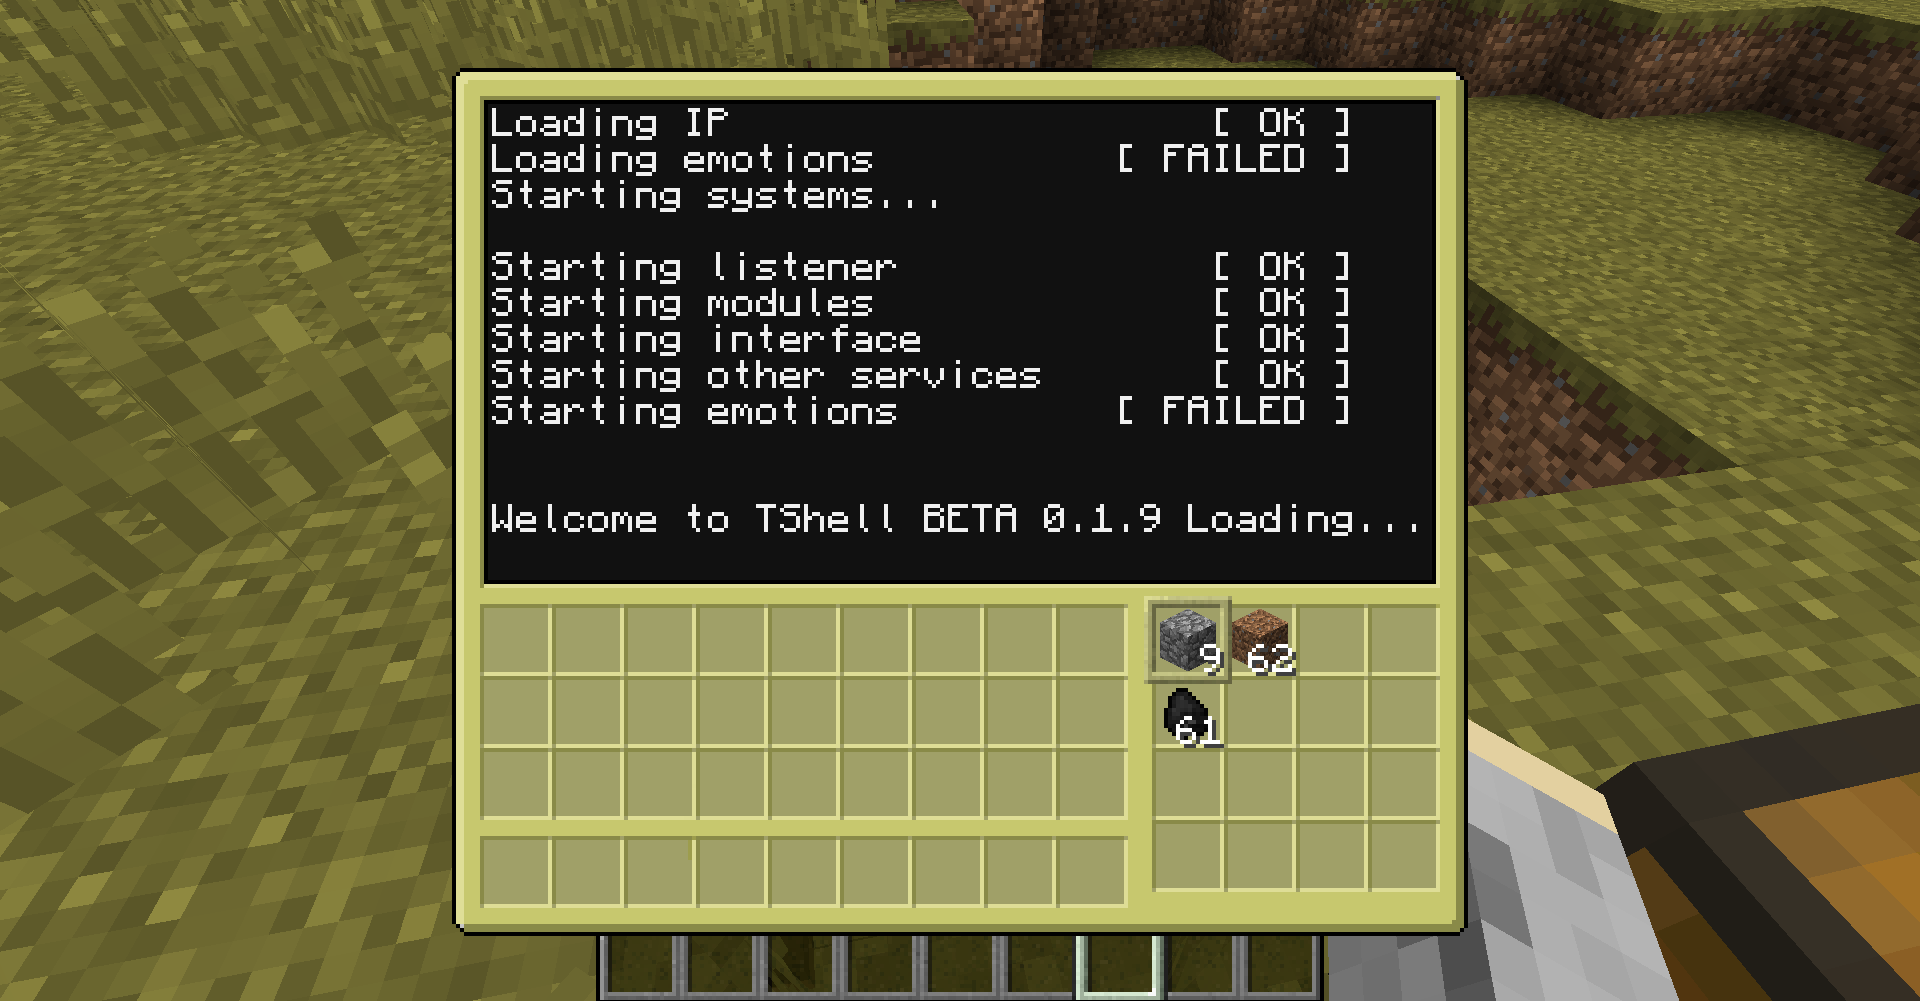 Loading IP [ OK ]
Loading emotions [ FAILED ]
Starting systems...
Starting listener [ OK ]
Starting modules [ OK ]
Starting interface [ OK ]
Starting other services [ OK ]
Starting emotions [ FAILED ]
Welcome to TShell BETA 0.1.9 Loading...
9 62
61